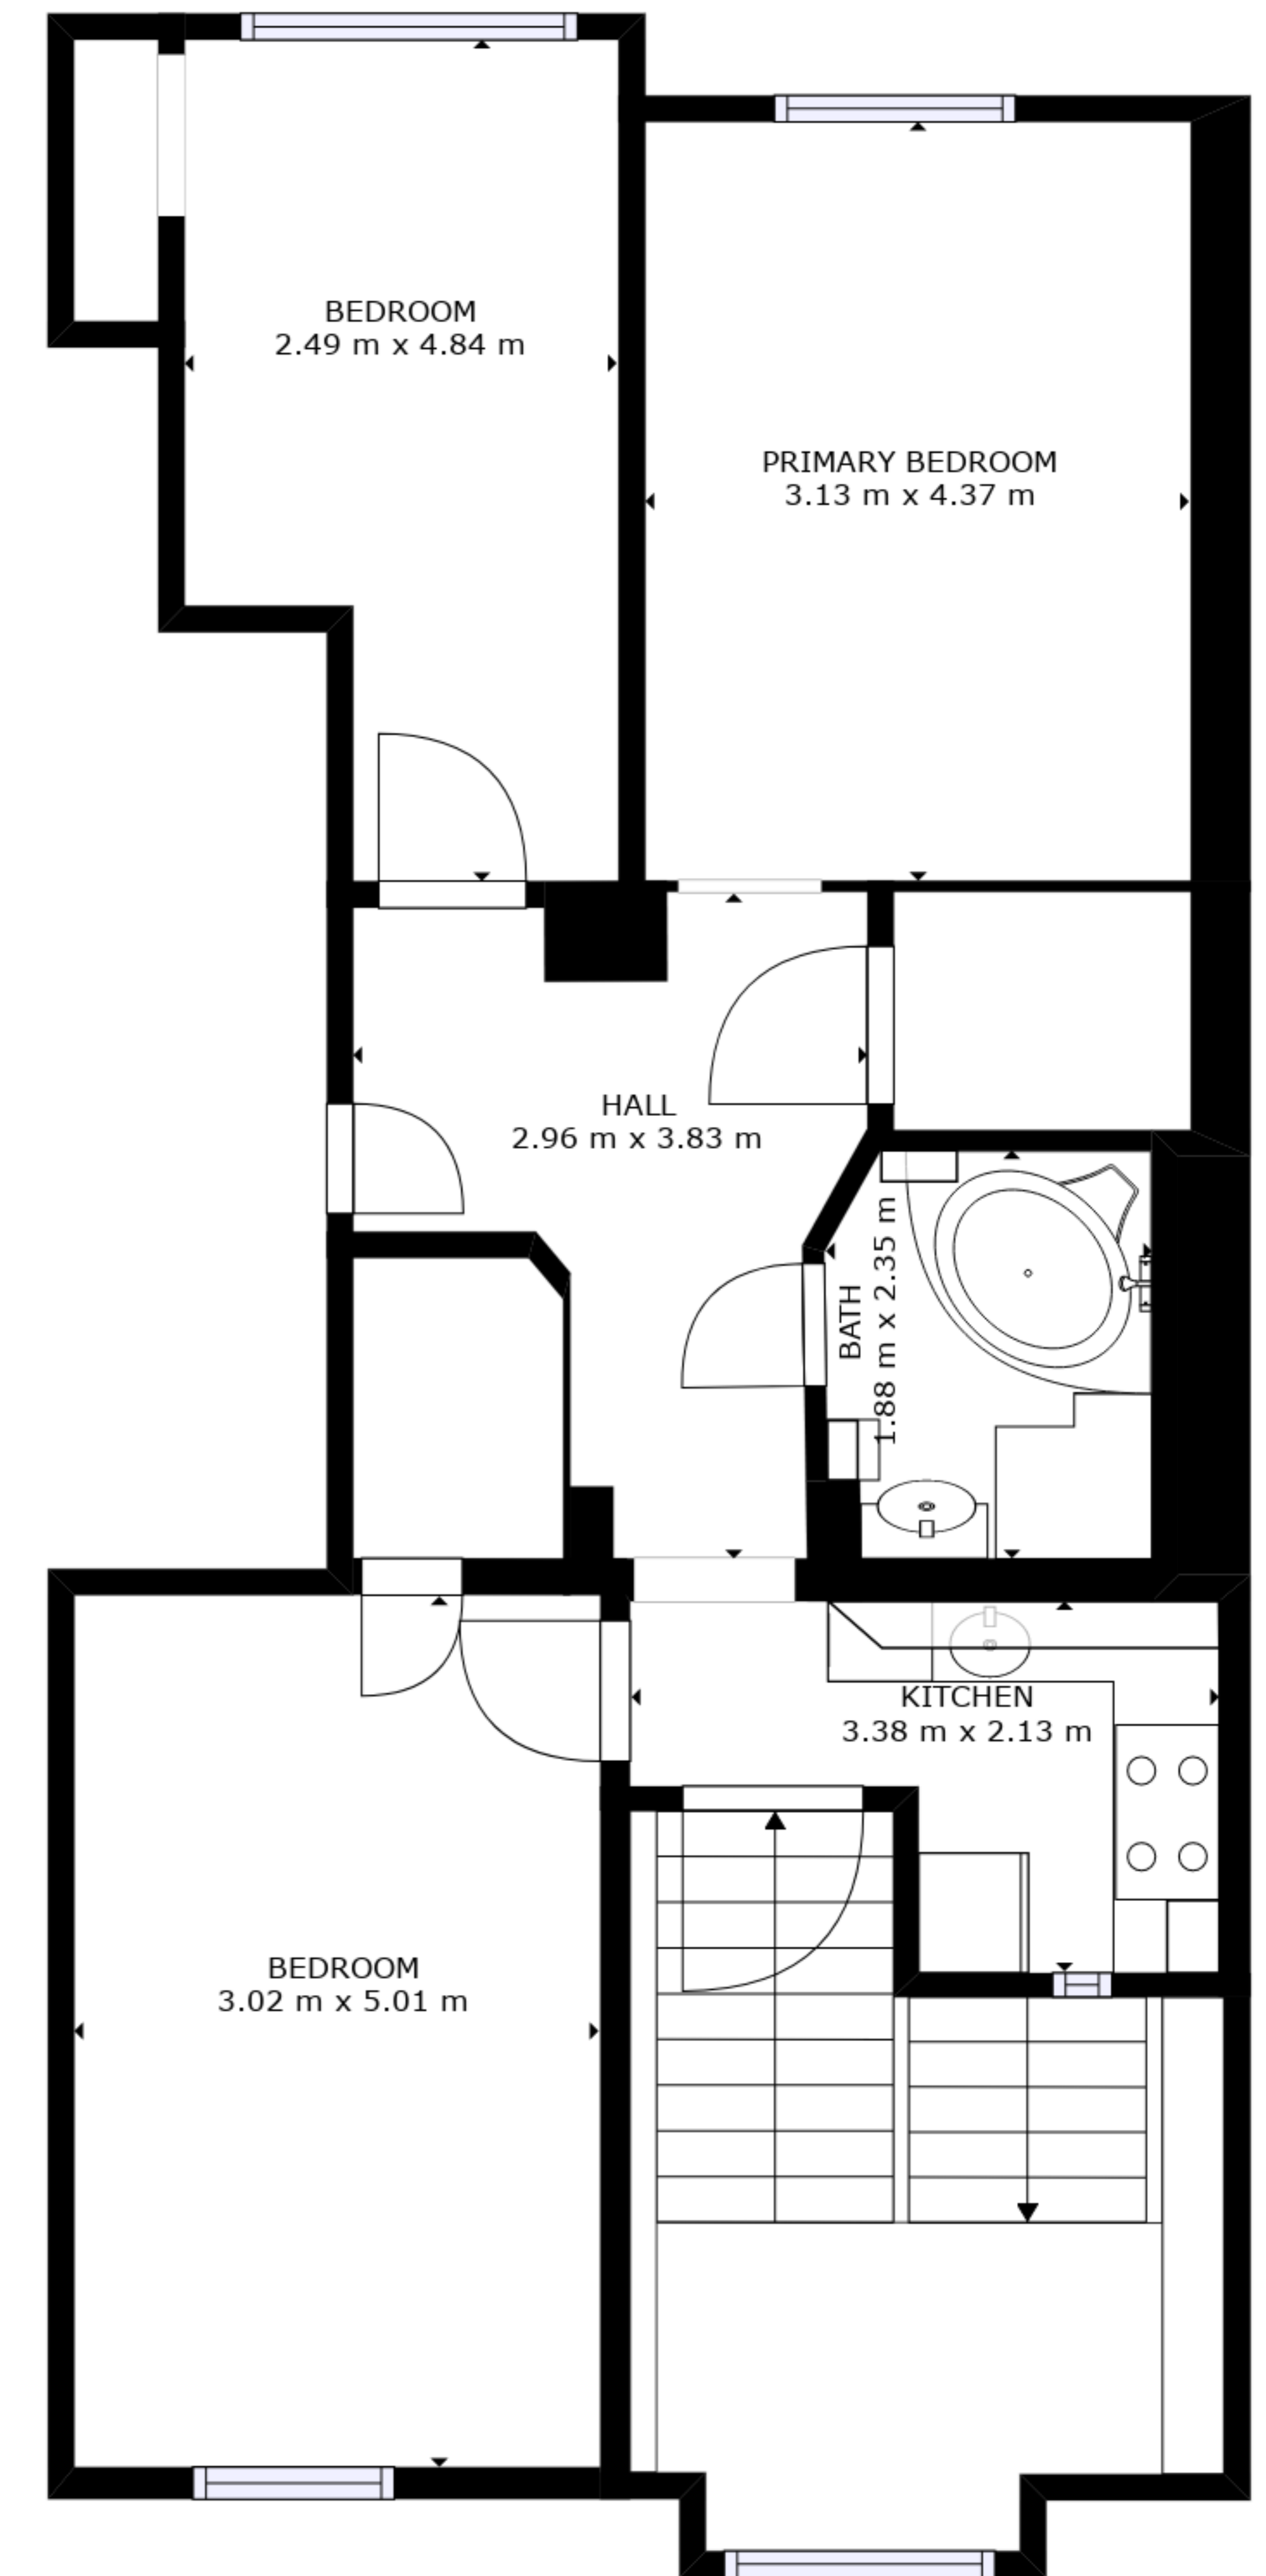 BEDROOM
2.49 m x 4.84 m
PRIMARY BEDROOM
3.13 m x 4.37 m
HALL
2.96 m x 3.83 m
BATH
1.88 m x 2.35 m
KITCHEN
3.38 m x 2.13 m
BEDROOM
3.02 m x 5.01 m